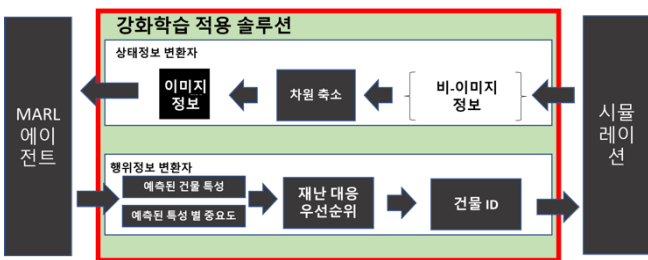 강화학습 적용 솔루션
상태정보 변환자
이미지
정보
차원 축소
비-이미지
정보
MARL
에이
전트
시뮬
레이
션
행위정보 변환자
예측된 건물 특성
예측된 특성 별 중요도
재난 대응
우선순위
건물 ID